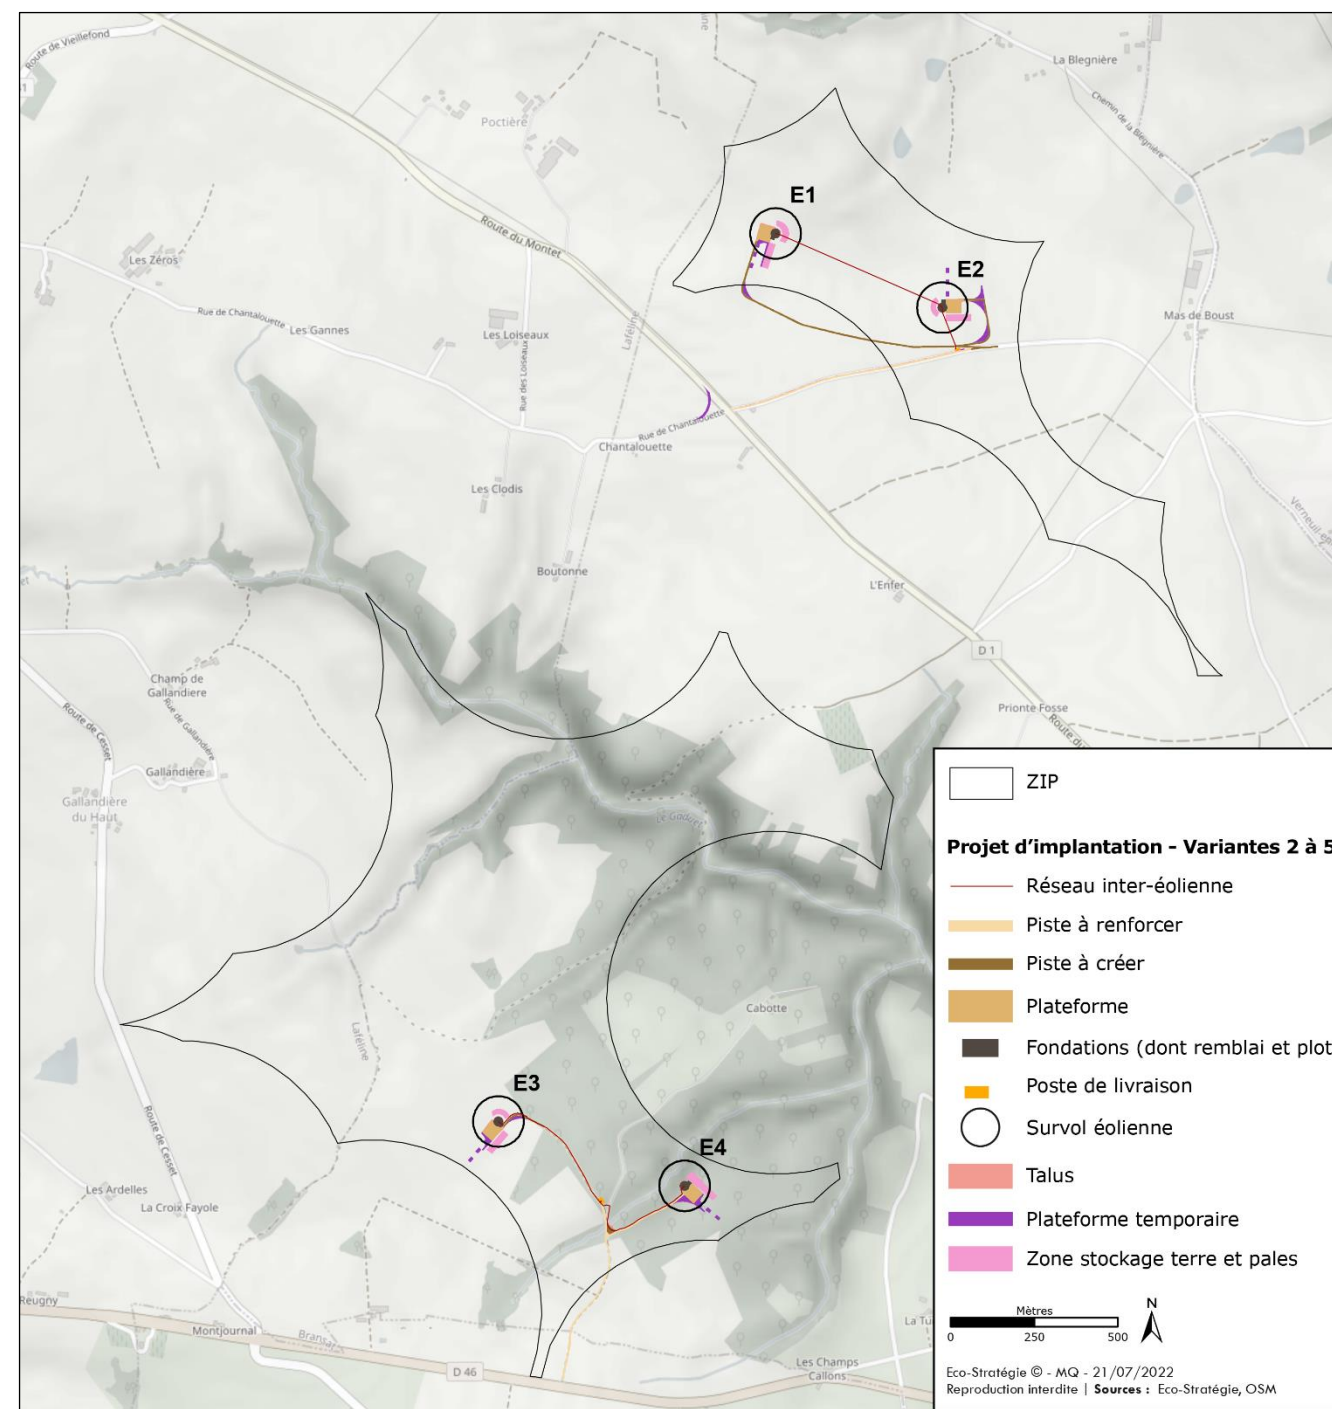 Route de Vieillefond
Poctière
La Blegnière
Chemin de la Blegnière
E1
Route du Montet
E2
Les Zéros
Rue de Chantalouette
Les Gannes
Les Loiseaux
Rue des Loiseaux
Laféline
Mas de Boust
Rue de Chantalouette
Chantalouette
Les Clodis
Boutonne
L'Enfer
D 1
Champ de
Gallandiere
Rue de Gallandière
Route de Cesset
Prionte Fosse
Route du
Gallandière
Gallandière
du Haut
Cabotte
Laféline
E3
E4
Route de Cesset
Les Ardelles
La Croix Fayole
Reugny
Montjournal
D 46
Les Champs
Callons
ZIP
Projet d'implantation - Variantes 2 à 5
Réseau inter-éolienne
Piste à renforcer
Piste à créer
Plateforme
Fondations (dont remblai et plot
Poste de livraison
Survol éolienne
Talus
Plateforme temporaire
Zone stockage terre et pales
Mètres
N
0 250 500
Eco-Stratégie © - MQ - 21/07/2022
Reproduction interdite | Sources : Eco-Stratégie, OSM